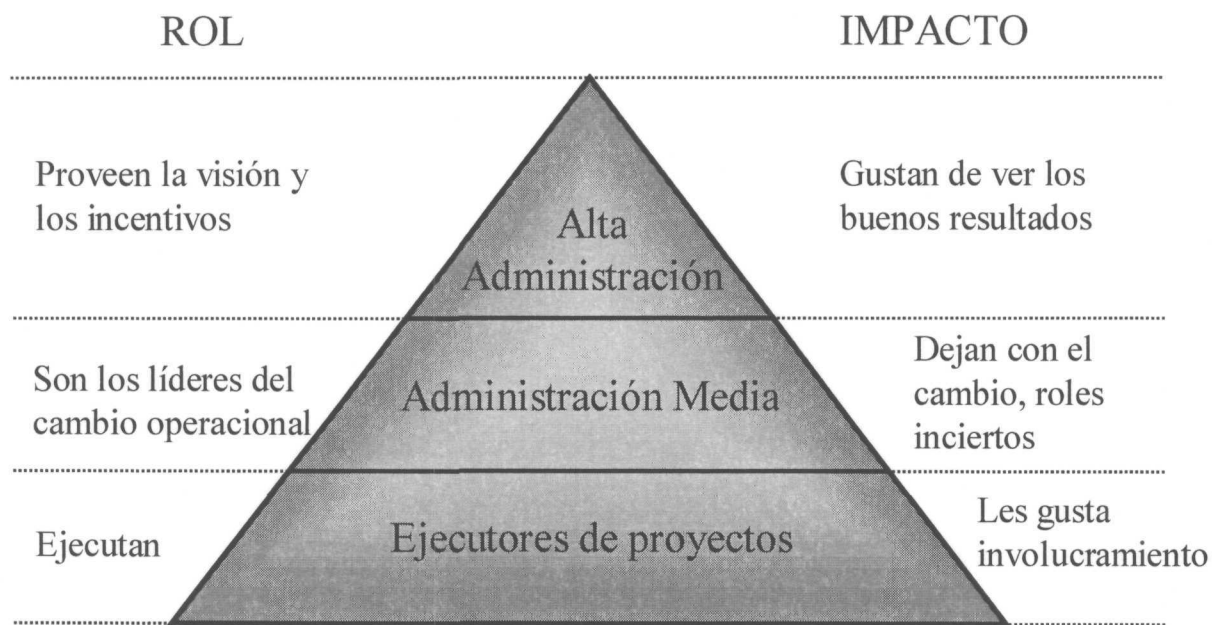 ROL
IMPACTO
Proveen la visión y
los incentivos
Alta
Administración
Gustan de ver los
buenos resultados
Son los líderes del
cambio operacional
Administración Media
Dejan con el
cambio, roles
inciertos
Ejecutan
Ejecutores de proyectos
Les gusta
involucramiento